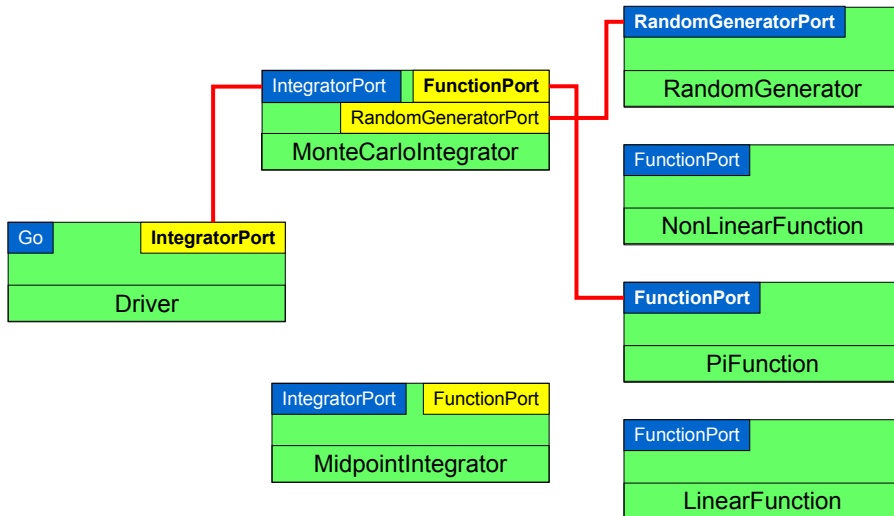 RandomGeneratorPort
RandomGenerator
IntegratorPort
FunctionPort
RandomGeneratorPort
MonteCarloIntegrator
FunctionPort
NonLinearFunction
Go
IntegratorPort
Driver
FunctionPort
PiFunction
IntegratorPort
FunctionPort
MidpointIntegrator
FunctionPort
LinearFunction